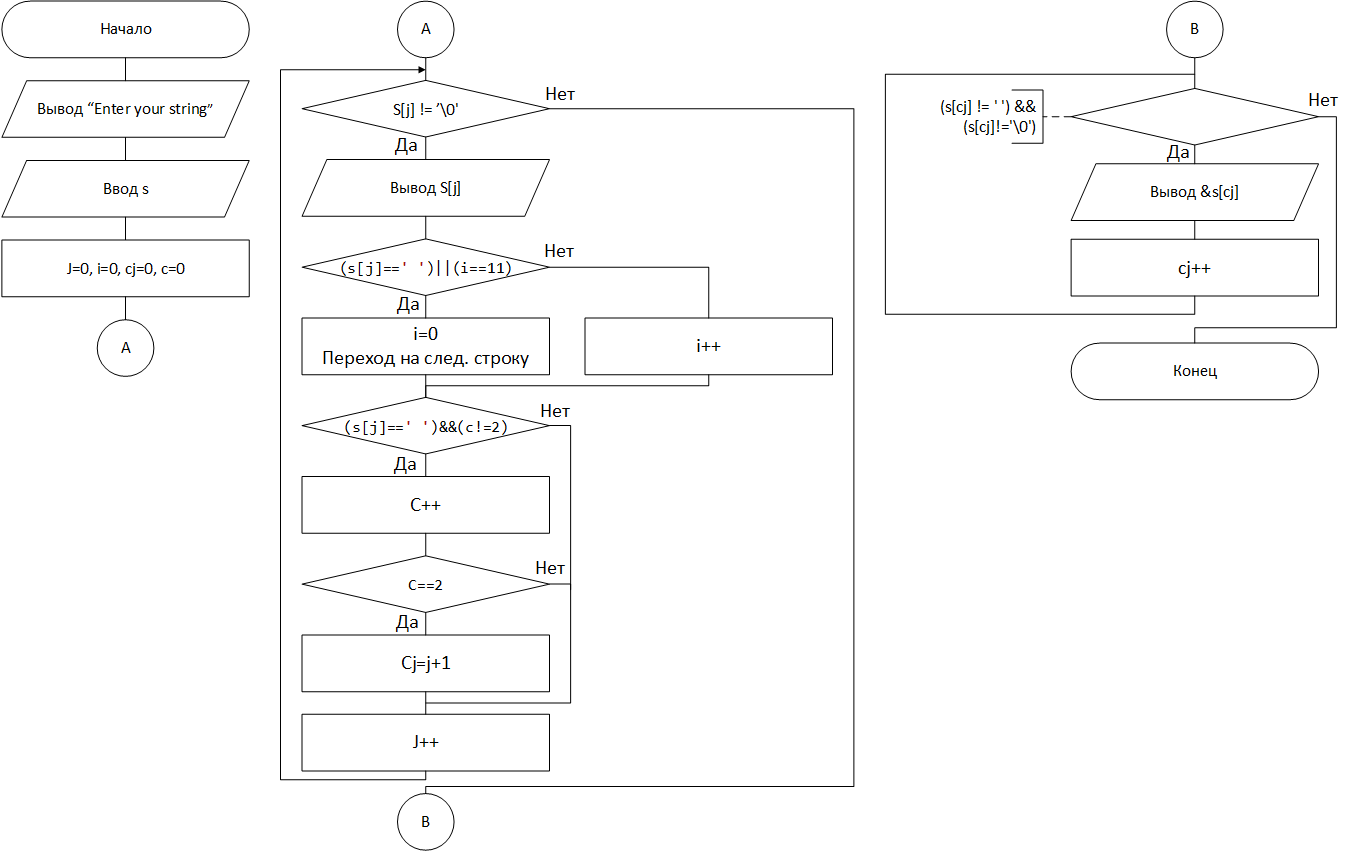 Начало
Вывод “Enter your string”
Ввод s
J=0, i=0, cj=0, c=0
A
A
S[j] != ’\0'
Нет
Да
Вывод S[j]
(s[j]==' ')||(i==11)
Нет
Да
i=0
Переход на след. строку
i++
(s[j]==' ')&&(c!=2)
Нет
Да
C++
C==2
Нет
Да
Cj=j+1
J++
B
B
(s[cj] != ' ') &&
(s[cj]!='\0')
Нет
Да
Вывод &s[cj]
cj++
Конец